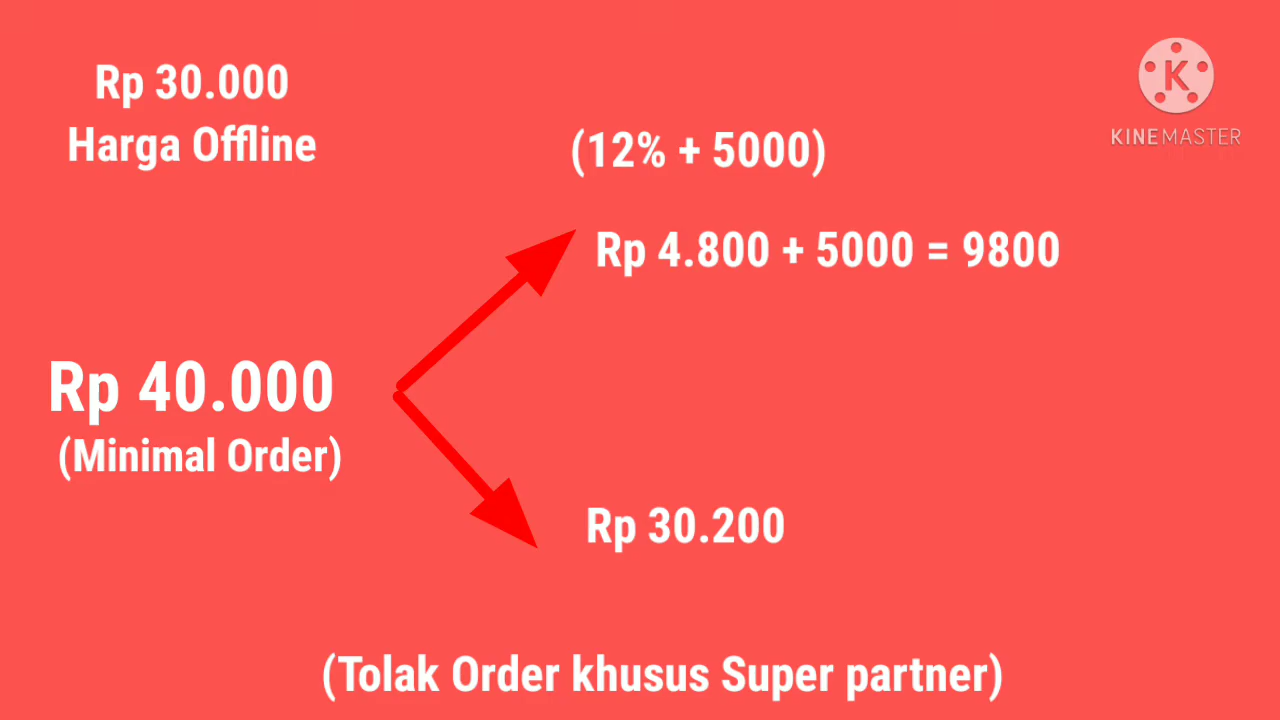 Rp 30.000
Harga Offline
K
KINEMASTER
(12% + 5000)
Rp 4.800 + 5000 = 9800
Rp 40.000
(Minimal Order)
Rp 30.200
(Tolak Order khusus Super partner)